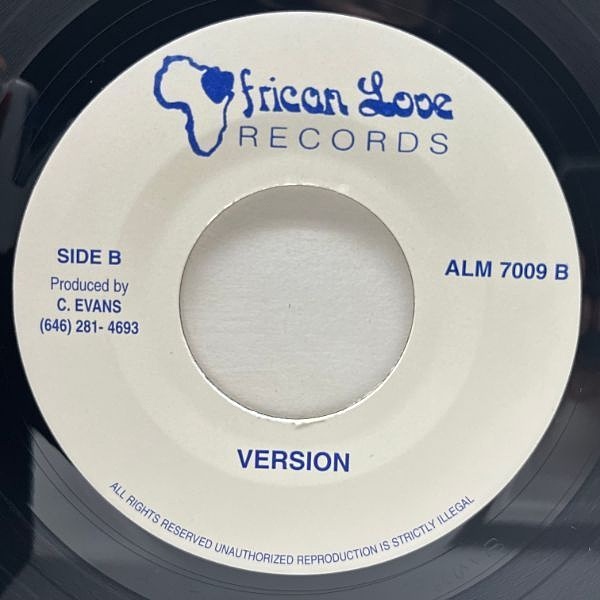 African Love
RECORDS
SIDE B
Produced by
C. EVANS
(646) 281- 4693
ALM 7009 B
VERSION
ALL RIGHTS RESERVED UNAUTHORIZED REPRODUCTION IS STRICTLY ILLEGAL